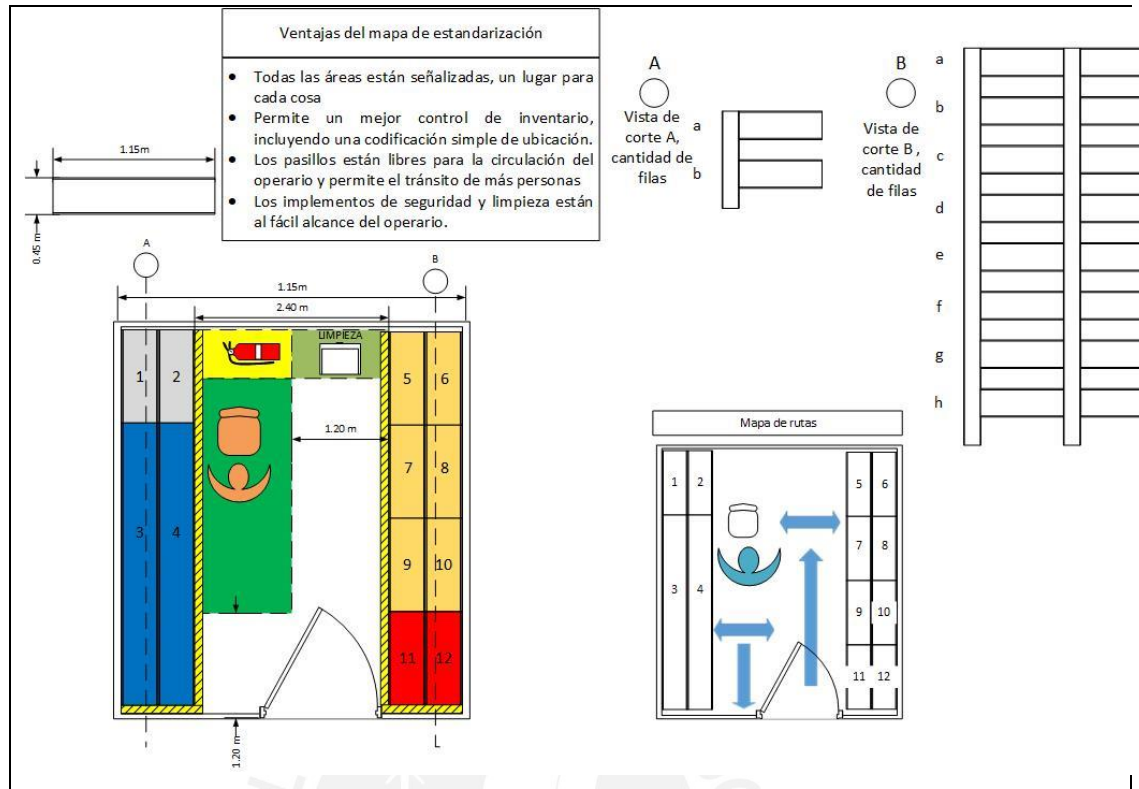 Ventajas del mapa de estandarización
• Todas las áreas están señalizadas, un lugar para
cada cosa
• Permite un mejor control de inventario,
incluyendo una codificación simple de ubicación.
• Los pasillos están libres para la circulación del
operario y permite el tránsito de más personas
• Los implementos de seguridad y limpieza están
al fácil alcance del operario.
1.15m
0.45 m
A
Vista de
corte A,
cantidad de
filas
a
b
B
Vista de
corte B ,
cantidad
de filas
a
b
c
d
e
f
g
h
A
B
1.15m
2.40 m
LIMPIEZA
1
2
5
6
1.20 m
7
8
3
4
9
10
11
12
1.20 m
L
Mapa de rutas
1
2
5
6
7
8
3
4
9
10
11
12